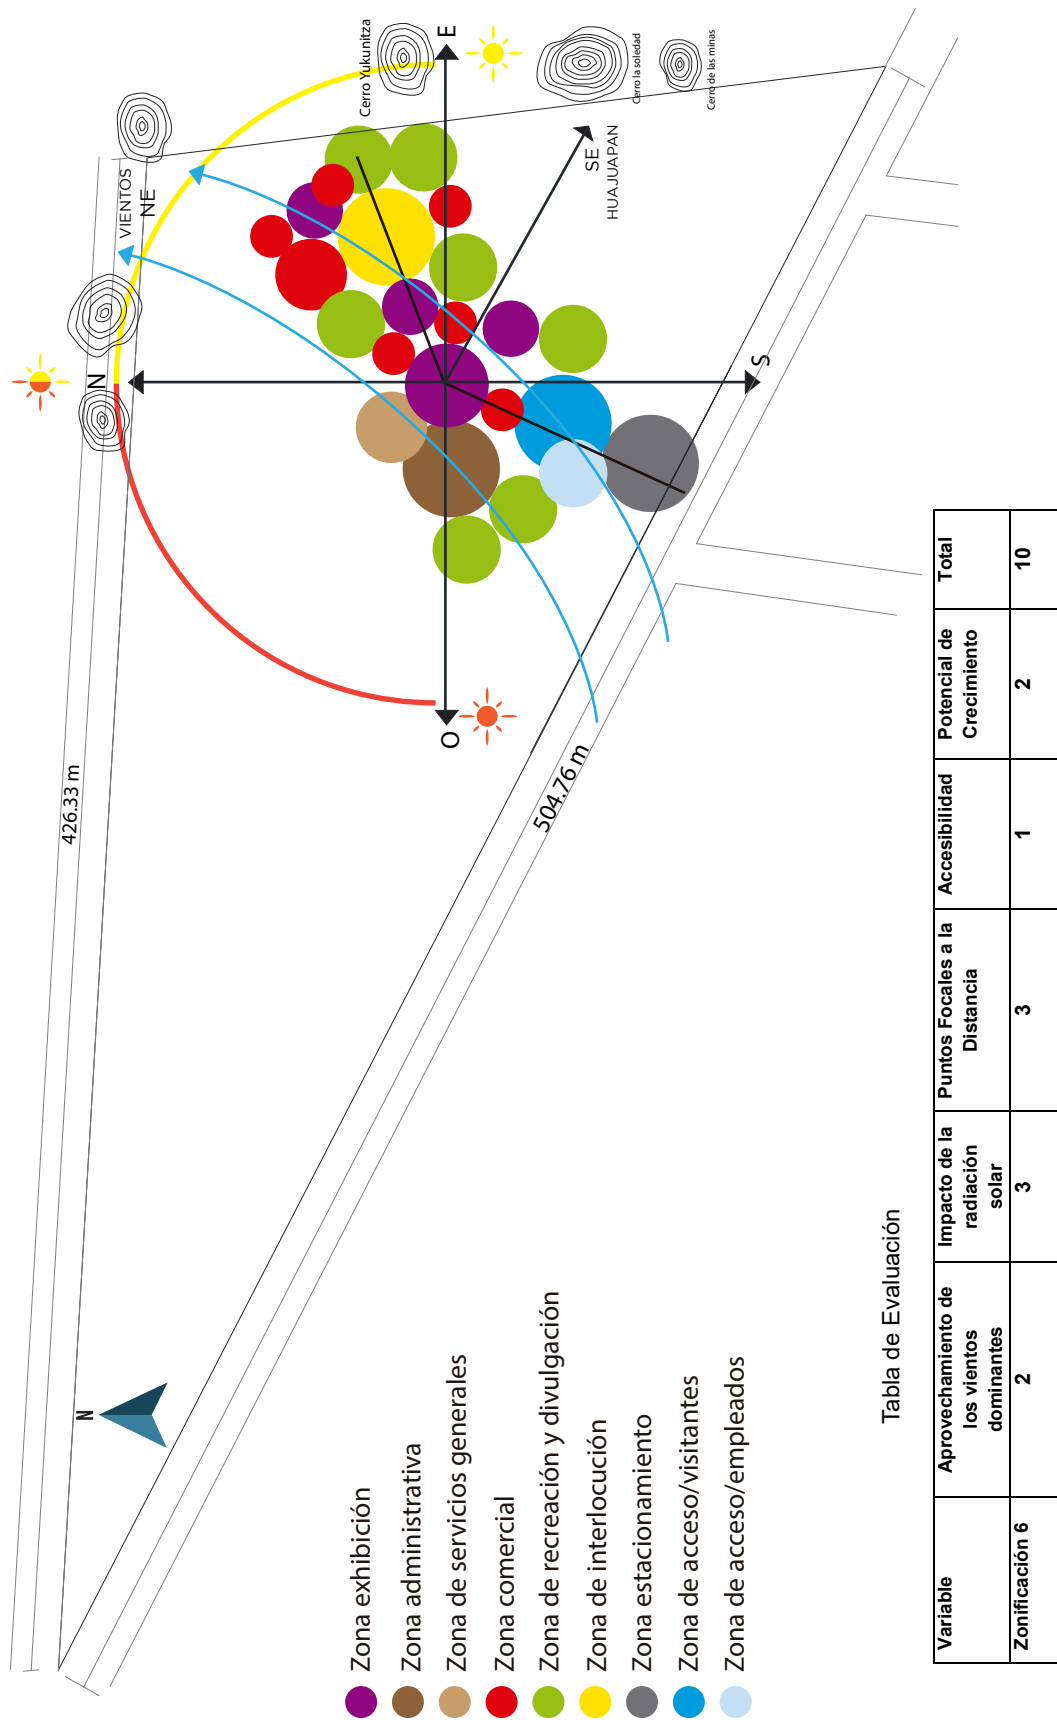 426.33 m
VIENTOS
NE
Cerro Yukunitza
E
N
Cerro la soledad
Cerro de las minas
SE
HUAJUAPAN
S
O
504.76 m
N
Zona exhibición
Zona administrativa
Zona de servicios generales
Zona comercial
Zona de recreación y divulgación
Zona de interlocución
Zona estacionamiento
Zona de acceso/visitantes
Zona de acceso/empleados
Tabla de Evaluación
Variable
Aprovechamiento de
los vientos
dominantes
Impacto de la
radiación
solar
Puntos Focales a la
Distancia
Accesibilidad
Potencial de
Crecimiento
Total
Zonificación 6
2
3
3
1
2
10